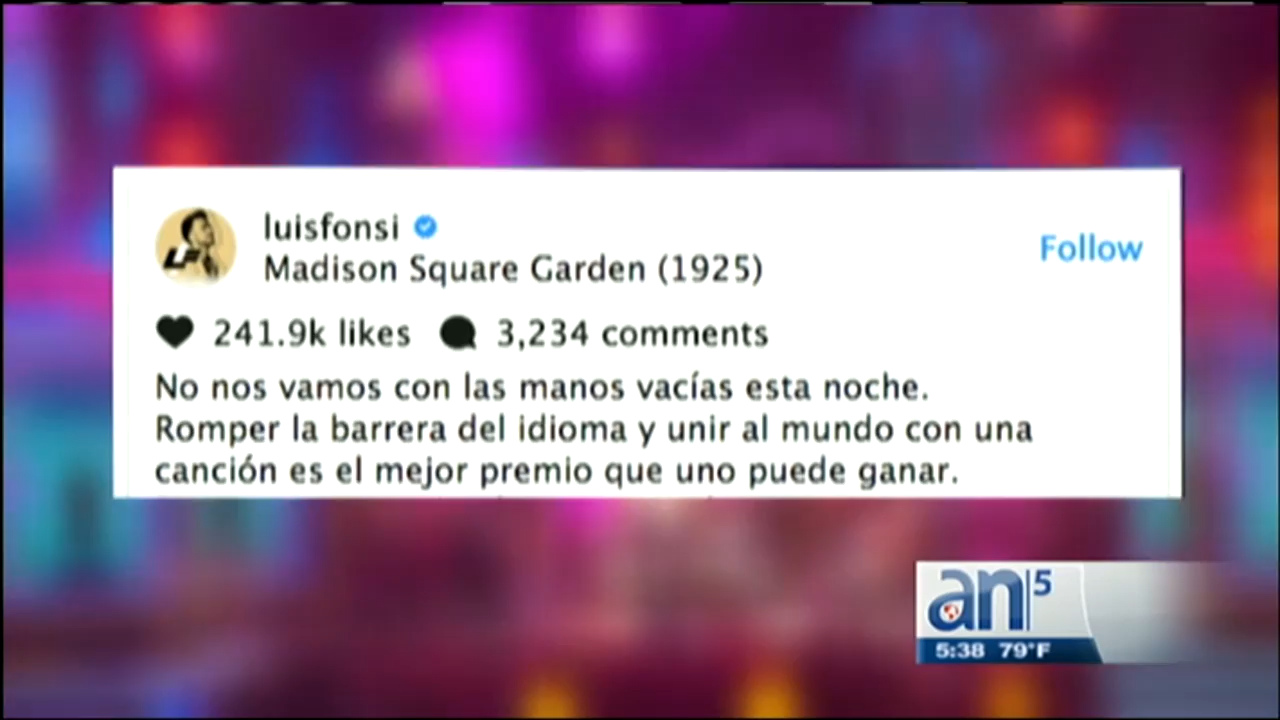 luisfonsi
Madison Square Garden (1925)
Follow
241.9k likes 3,234 comments
No nos vamos con las manos vacías esta noche.
Romper la barrera del idioma y unir al mundo con una
canción es el mejor premio que uno puede ganar.
an 5
5:38 79°F